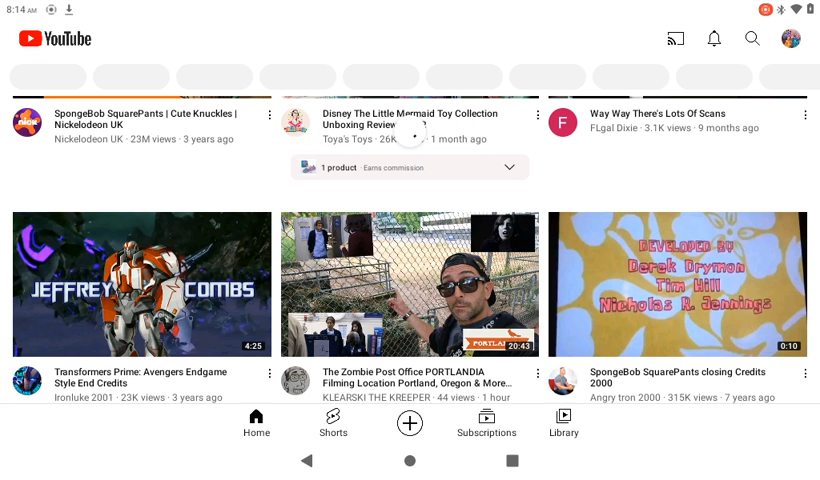 8:14 AM
YouTube
SpongeBob SquarePants | Cute Knuckles |
Nickelodeon UK
Nickelodeon UK · 23M views · 3 years ago
Disney The Little Mermaid Toy Collection
Unboxing Review
Toya's Toys · 26K 1 month ago
Way Way There's Lots Of Scans
FLgal Dixie · 3.1K views · 9 months ago
nick
F
1 product · Earns commission
JEFFREY COMBS
4:25
PORTLAN
20:43
DEVELOPED BY
Derek Drymon
Tim Hill
Nicholas R. Jennings
0:10
Transformers Prime: Avengers Endgame
Style End Credits
Ironluke 2001 · 23K views · 3 years ago
The Zombie Post Office PORTLANDIA
Filming Location Portland, Oregon & More...
KLEARSKI THE KREEPER · 44 views · 1 hour
SpongeBob SquarePants closing Credits
2000
Angry tron 2000 · 315K views · 7 years ago
Home
Shorts
Subscriptions
Library